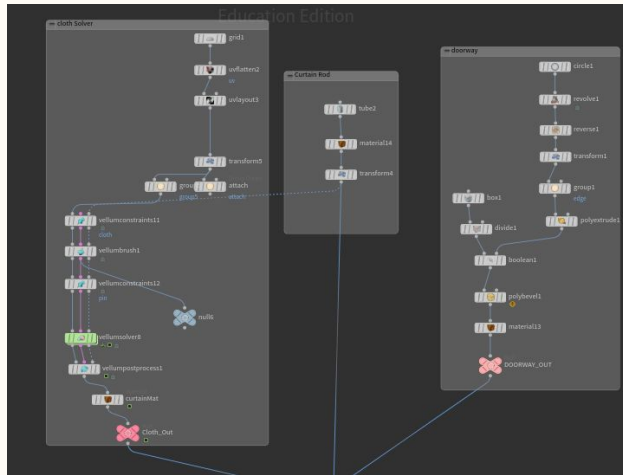 Education Edition
cloth Solver
grid1
uvflatten2
uv
uvlayout3
transform5
attach
attach
vellumconstraints11
cloth
vellumbrush1
vellumconstraints12
pin
null6
vellumsolver8
vellumpostprocess1
curtainMat
Cloth_Out
Curtain Rod
tube2
material14
transform4
doorway
circle1
revolve1
reverse1
transform1
group1
edge
box1
polyextrude1
divide1
boolean1
polybevel1
material13
DOORWAY_OUT